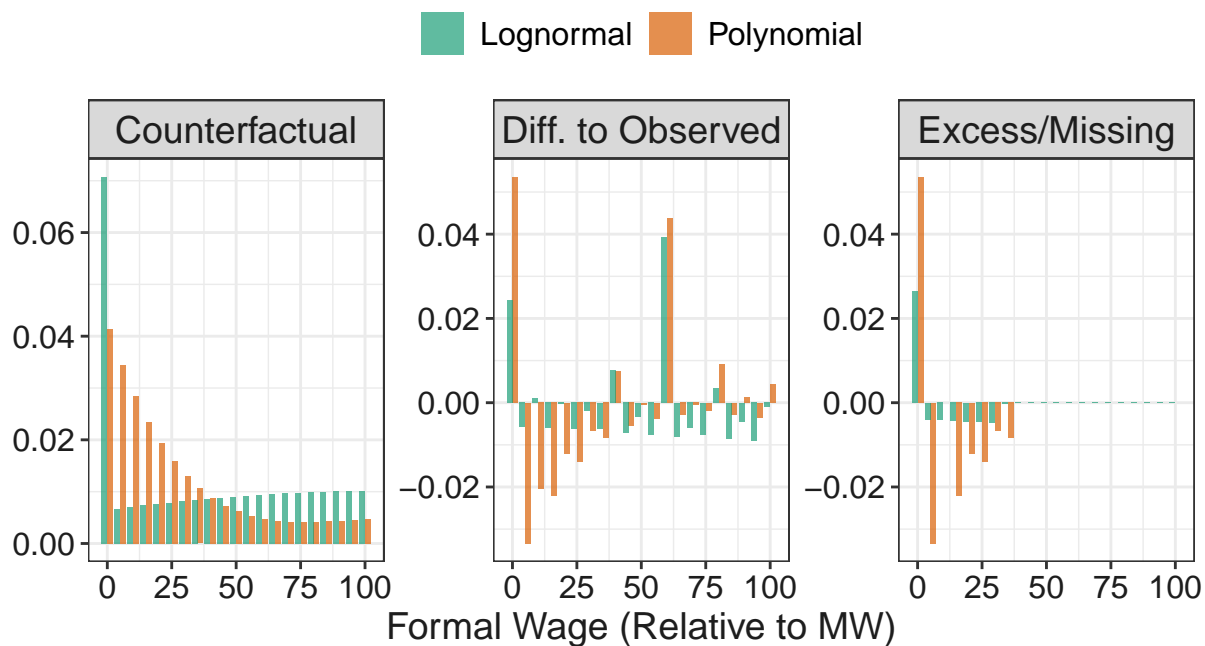 Lognormal Polynomial
Counterfactual
0.06
0.04
0.02
0.00
0 25 50 75 100
Diff. to Observed
0.04
0.02
0.00
−0.02
0 25 50 75 100
Excess/Missing
0.04
0.02
0.00
−0.02
0 25 50 75 100
Formal Wage (Relative to MW)